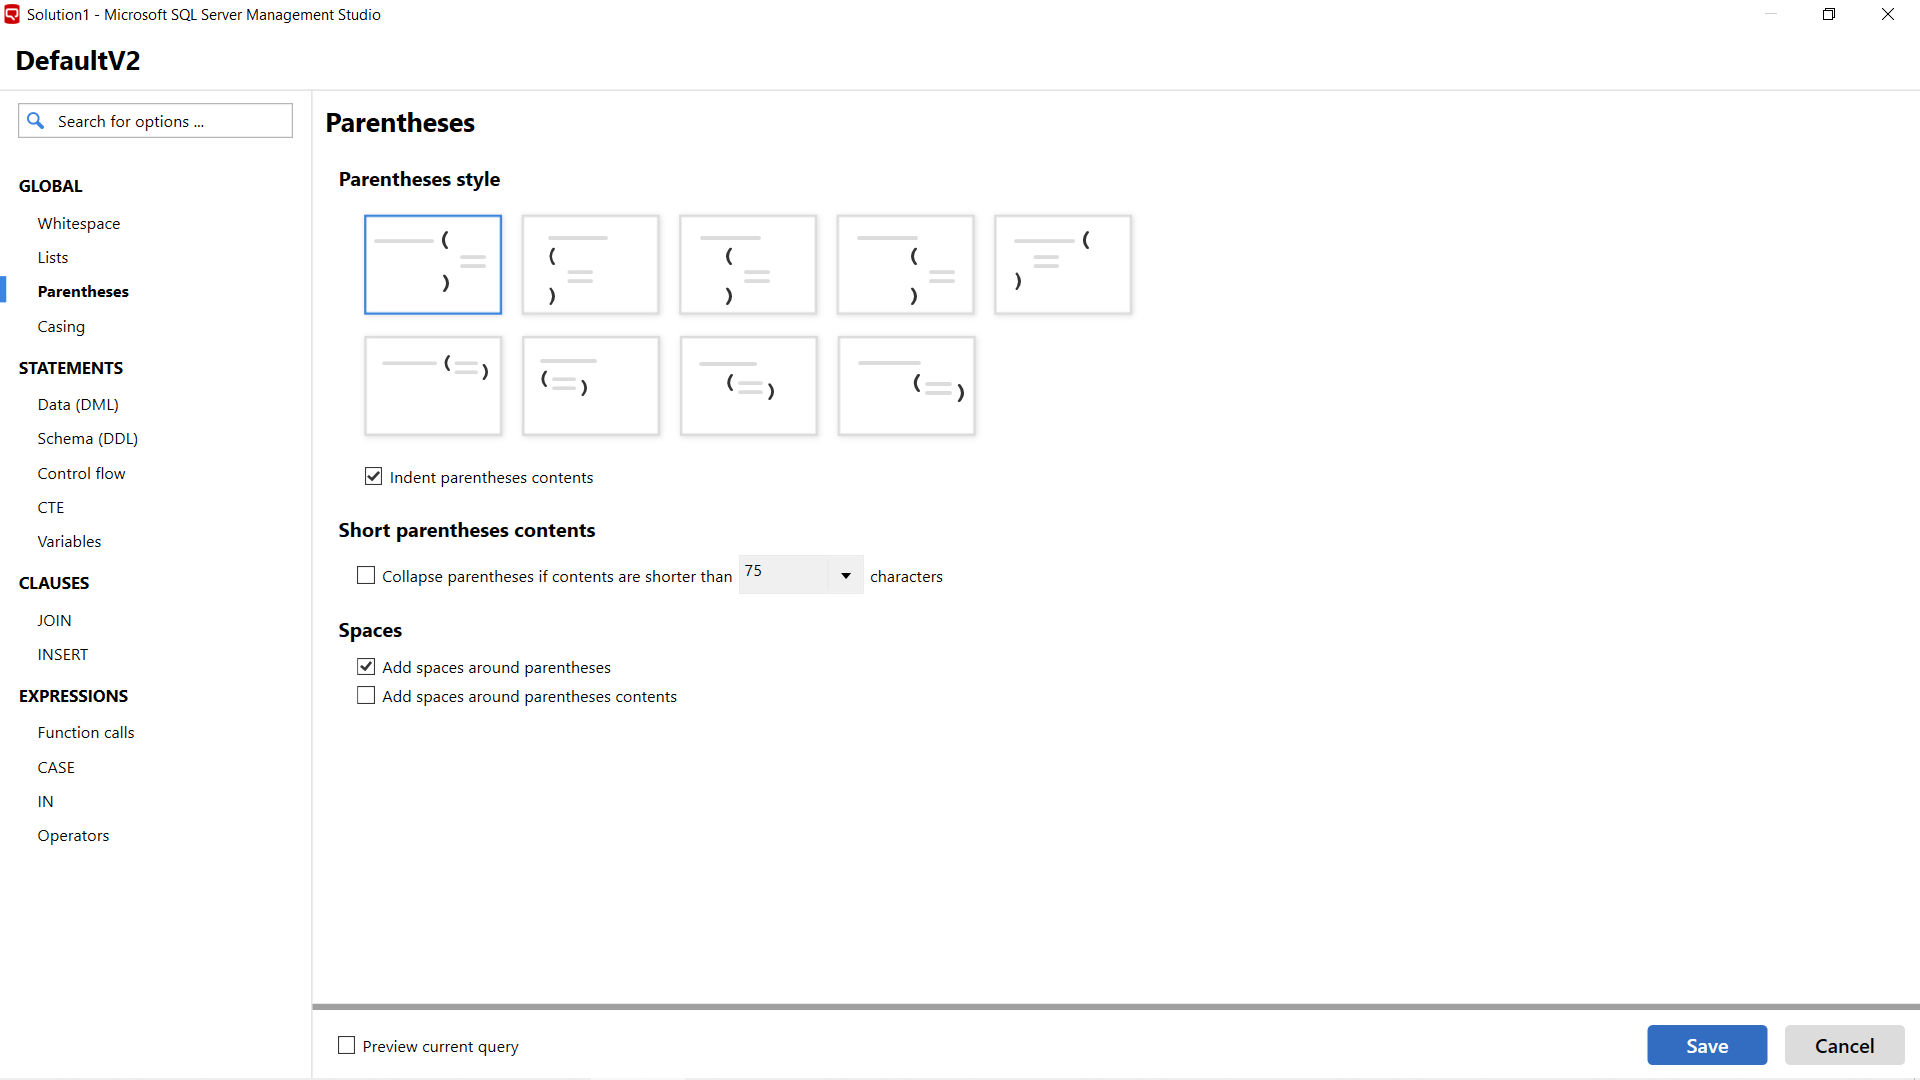 Solution1 - Microsoft SQL Server Management Studio
DefaultV2
Search for options ...
GLOBAL
Whitespace
Lists
Parentheses
Casing
STATEMENTS
Data (DML)
Schema (DDL)
Control flow
CTE
Variables
CLAUSES
JOIN
INSERT
EXPRESSIONS
Function calls
CASE
IN
Operators
Parentheses
Parentheses style
Indent parentheses contents
Short parentheses contents
Collapse parentheses if contents are shorter than 75 characters
Spaces
Add spaces around parentheses
Add spaces around parentheses contents
Preview current query
Save
Cancel